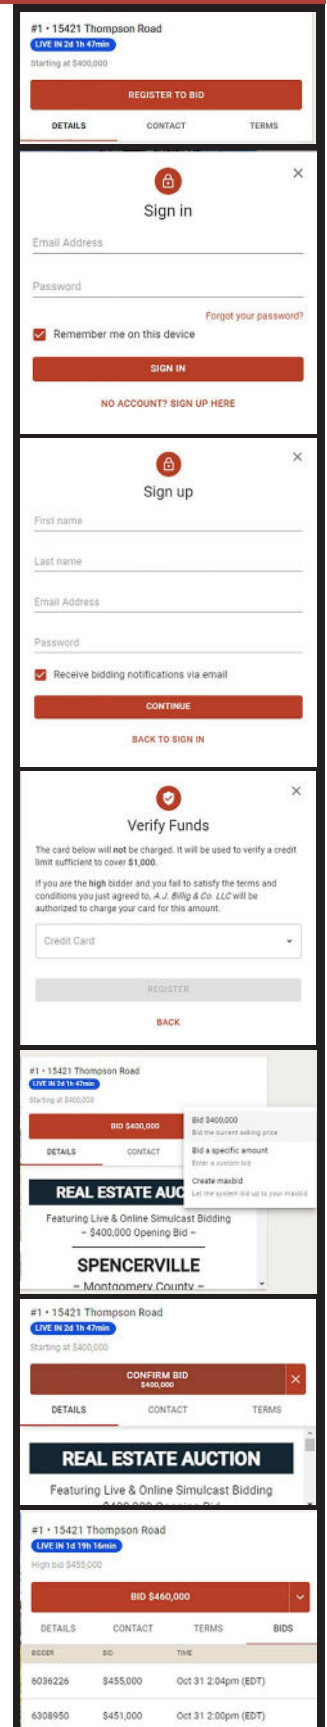 #1 • 15421 Thompson Road
LIVE IN 2d 1h 47min
Starting at $400,000
REGISTER TO BID
DETAILS CONTACT TERMS
Sign in
Email Address
Password
Forgot your password?
Remember me on this device
SIGN IN
NO ACCOUNT? SIGN UP HERE
Sign up
First name
Last name
Email Address
Password
Receive bidding notifications via email
CONTINUE
BACK TO SIGN IN
Verify Funds
The card below will not be charged. It will be used to verify a credit
limit sufficient to cover $1,000.
If you are the high bidder and you fail to satisfy the terms and
conditions you just agreed to, A.J. Billig & Co. LLC will be
authorized to charge your card for this amount.
Credit Card
REGISTER
BACK
#1 • 15421 Thompson Road
LIVE IN 2d 1h 47min
Starting at $400,000
BID $400,000
Bid $400,000
Bid the current asking price
DETAILS CONTACT
Bid a specific amount
Enter a custom bid
Create maxbid
Let the system bid up to your maxbid
REAL ESTATE AUC
Featuring Live & Online Simulcast Bidding
– $400,000 Opening Bid –
SPENCERVILLE
– Montgomery County –
#1 • 15421 Thompson Road
LIVE IN 2d 1h 47min
Starting at $400,000
CONFIRM BID
$400,000
DETAILS CONTACT TERMS
REAL ESTATE AUCTION
Featuring Live & Online Simulcast Bidding
$400,000 Opening Bid
#1 • 15421 Thompson Road
LIVE IN 1d 19h 16min
High bid $455,000
BID $460,000
DETAILS CONTACT TERMS BIDS
BIDDER BID TIME
6036226 $455,000 Oct 31 2:04pm (EDT)
6308950 $451,000 Oct 31 2:00pm (EDT)